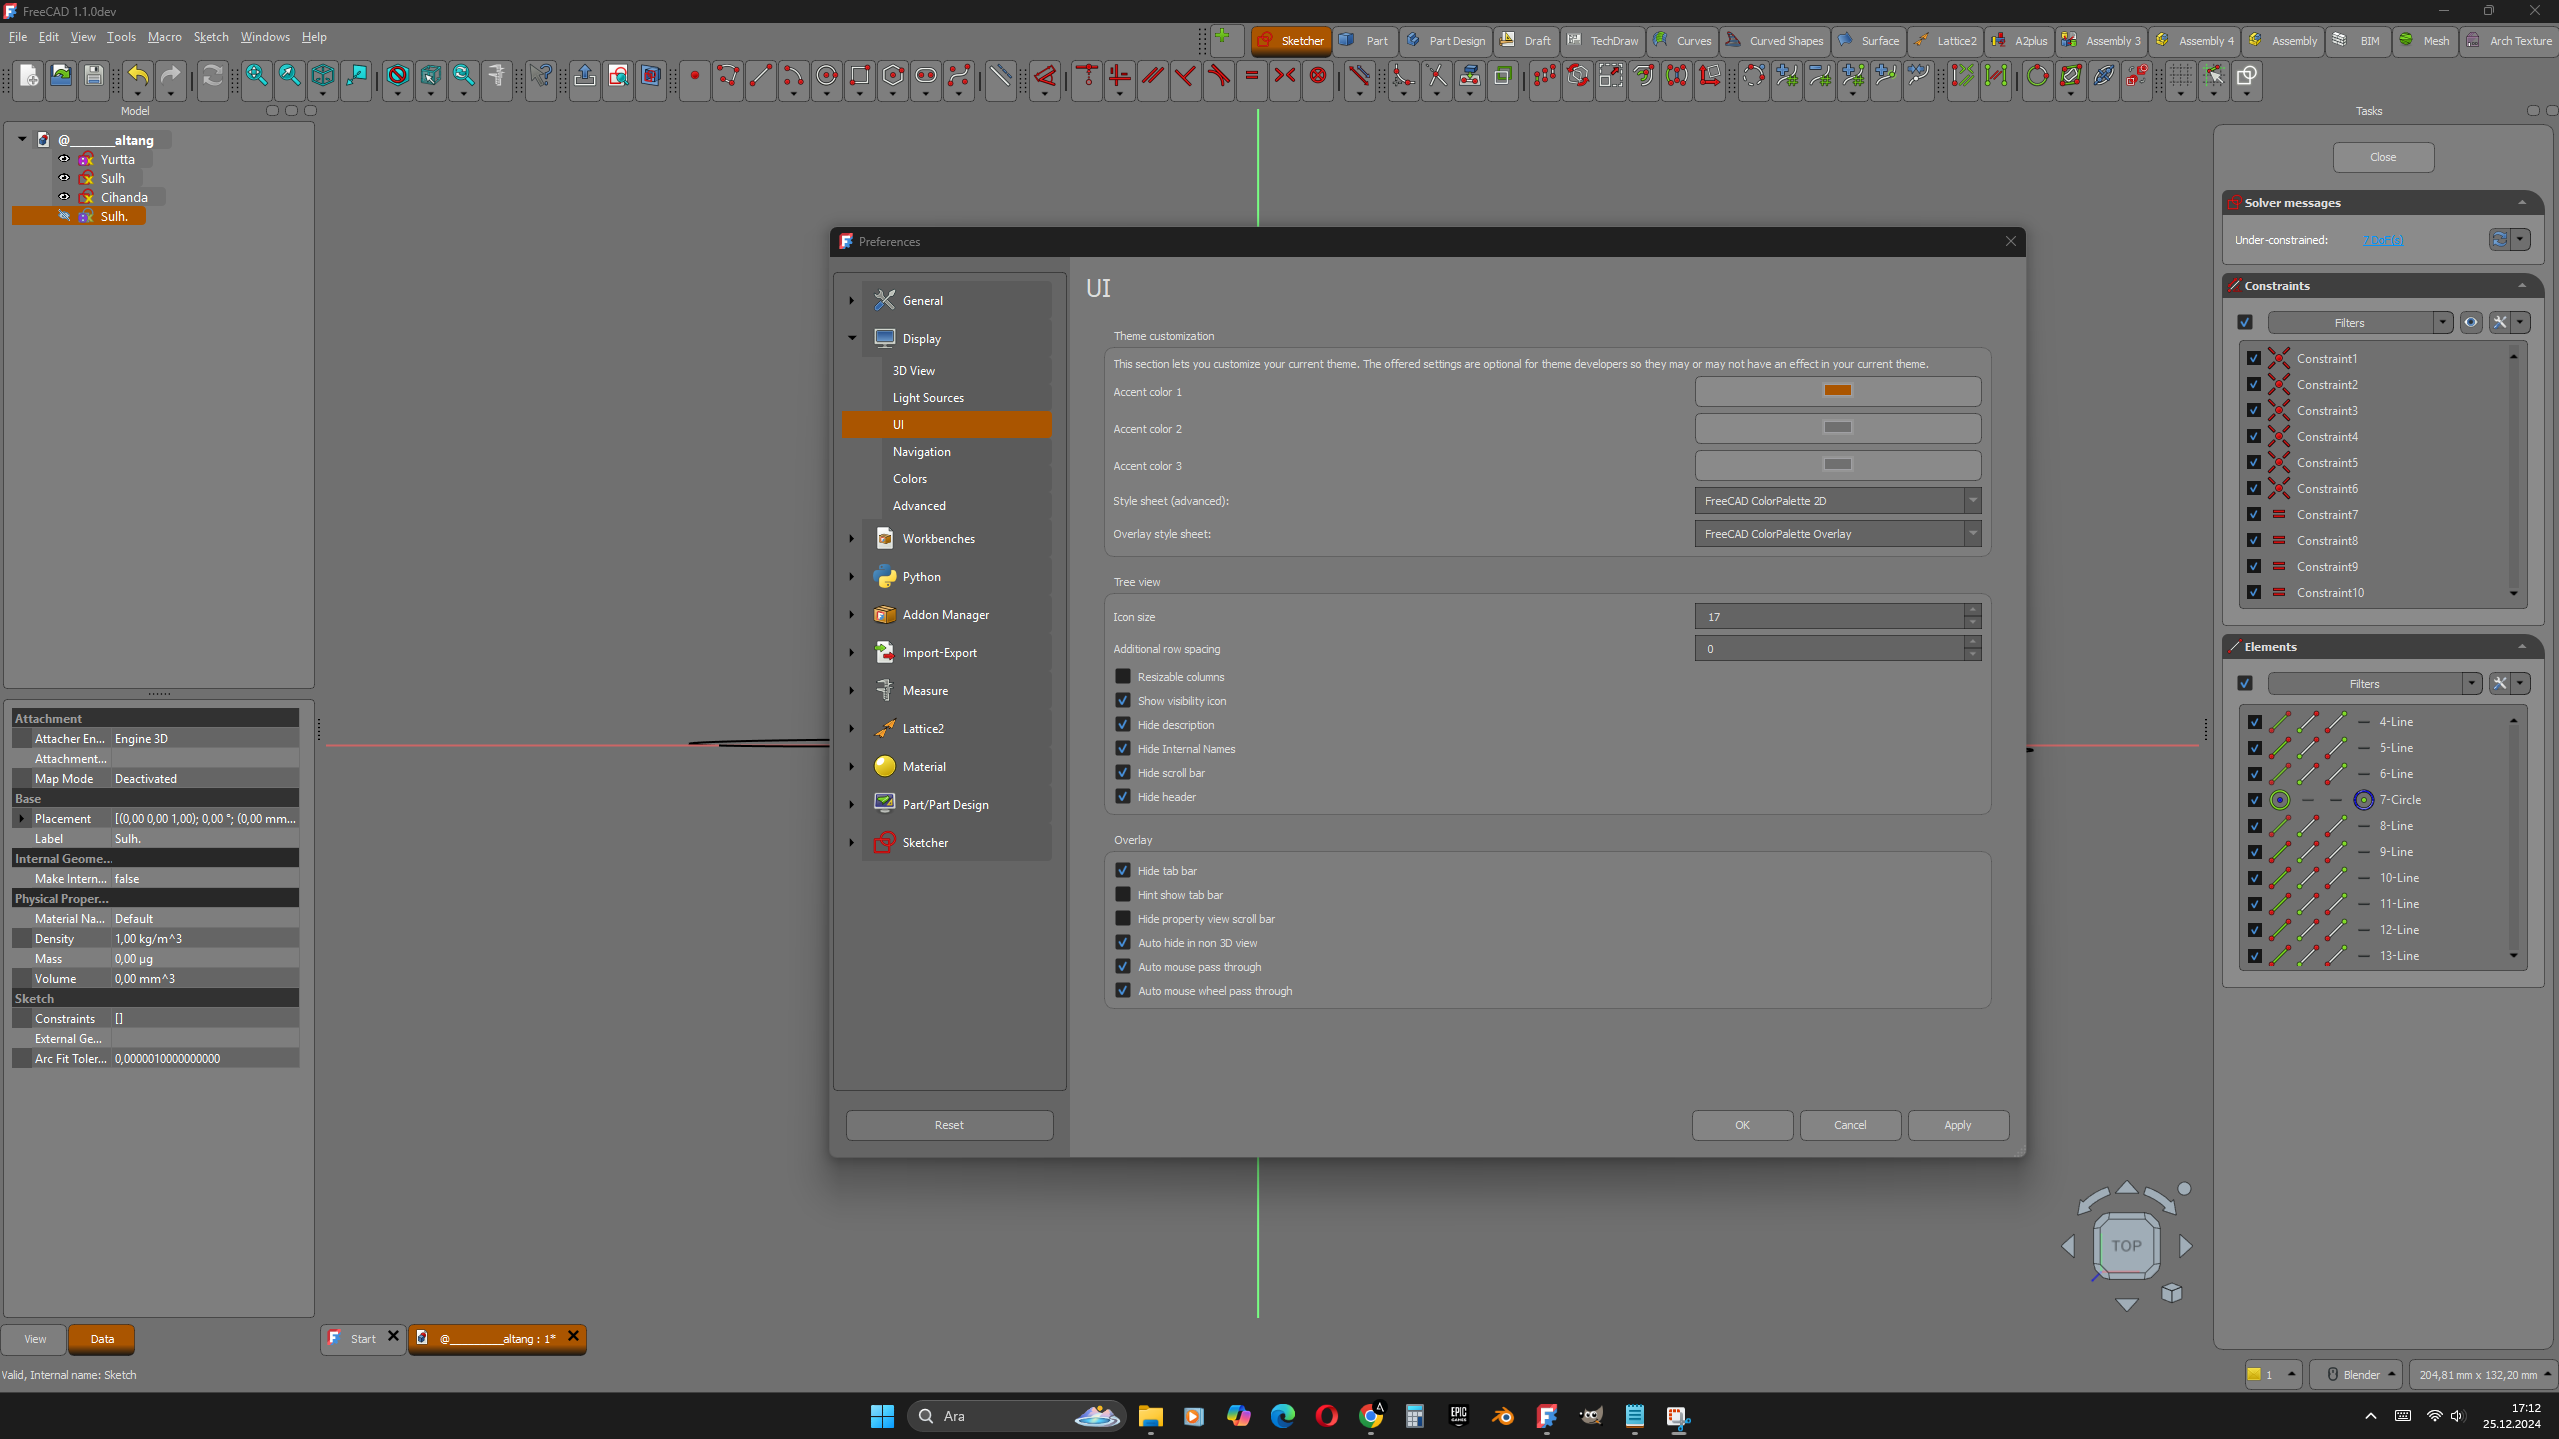 FreeCAD 1.1.0dev
File Edit View Tools Macro Sketch Windows Help
Sketcher Part Part Design Draft TechDraw Curves Curved Shapes Surface Lattice2 A2plus Assembly 3 Assembly 4 Assembly BIM Mesh Arch Texture
Model
@______altang
Yurtta
Sulh
Cihanda
Sulh.
Attachment
Attacher En... Engine 3D
Attachment...
Map Mode Deactivated
Base
Placement [(0,00 0,00 1,00); 0,00 °; (0,00 mm...
Label Sulh.
Internal Geome...
Make Intern... false
Physical Proper...
Material Na... Default
Density 1,00 kg/m^3
Mass 0,00 µg
Volume 0,00 mm^3
Sketch
Constraints []
External Ge...
Arc Fit Toler... 0,0000010000000000
View Data
Start @________altang : 1*
Valid, Internal name: Sketch
Preferences
General
Display
3D View
Light Sources
UI
Navigation
Colors
Advanced
Workbenches
Python
Addon Manager
Import-Export
Measure
Lattice2
Material
Part/Part Design
Sketcher
Reset
UI
Theme customization
This section lets you customize your current theme. The offered settings are optional for theme developers so they may or may not have an effect in your current theme.
Accent color 1
Accent color 2
Accent color 3
Style sheet (advanced): FreeCAD ColorPalette 2D
Overlay style sheet: FreeCAD ColorPalette Overlay
Tree view
Icon size 17
Additional row spacing 0
Resizable columns
Show visibility icon
Hide description
Hide Internal Names
Hide scroll bar
Hide header
Overlay
Hide tab bar
Hint show tab bar
Hide property view scroll bar
Auto hide in non 3D view
Auto mouse pass through
Auto mouse wheel pass through
OK Cancel Apply
Tasks
Close
Solver messages
Under-constrained: 7 DoF(s)
Constraints
Filters
Constraint1
Constraint2
Constraint3
Constraint4
Constraint5
Constraint6
Constraint7
Constraint8
Constraint9
Constraint10
Elements
Filters
4-Line
5-Line
6-Line
7-Circle
8-Line
9-Line
10-Line
11-Line
12-Line
13-Line
TOP
1 Blender 204,81 mm x 132,20 mm
Ara
EPIC GAMES
17:12
25.12.2024